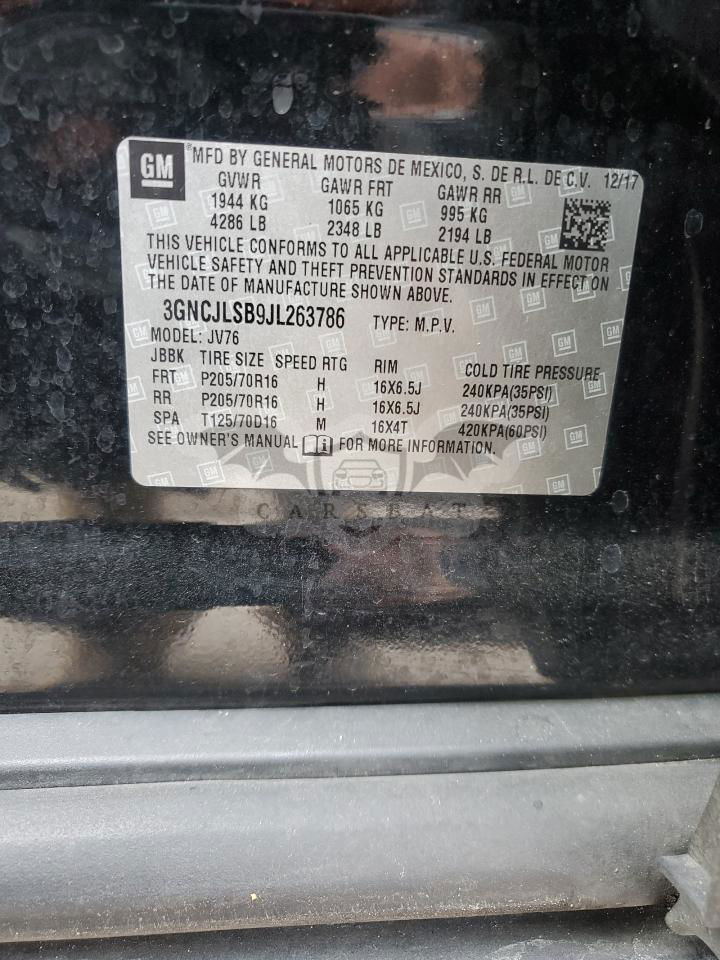 GM ® MFD BY GENERAL MOTORS DE MEXICO, S. DE R.L. DE C.V. 12/17
GVWR GAWR FRT GAWR RR
1944 KG 1065 KG 995 KG
4286 LB 2348 LB 2194 LB
THIS VEHICLE CONFORMS TO ALL APPLICABLE U.S. FEDERAL MOTOR
VEHICLE SAFETY AND THEFT PREVENTION STANDARDS IN EFFECT ON
THE DATE OF MANUFACTURE SHOWN ABOVE.
3GNCJLSB9JL263786 TYPE: M.P.V.
MODEL: JV76
JBBK TIRE SIZE SPEED RTG RIM COLD TIRE PRESSURE
FRT P205/70R16 H 16X6.5J 240KPA(35PSI)
RR P205/70R16 H 16X6.5J 240KPA(35PSI)
SPA T125/70D16 M 16X4T 420KPA(60PSI)
SEE OWNER'S MANUAL i FOR MORE INFORMATION.
CARSEAT